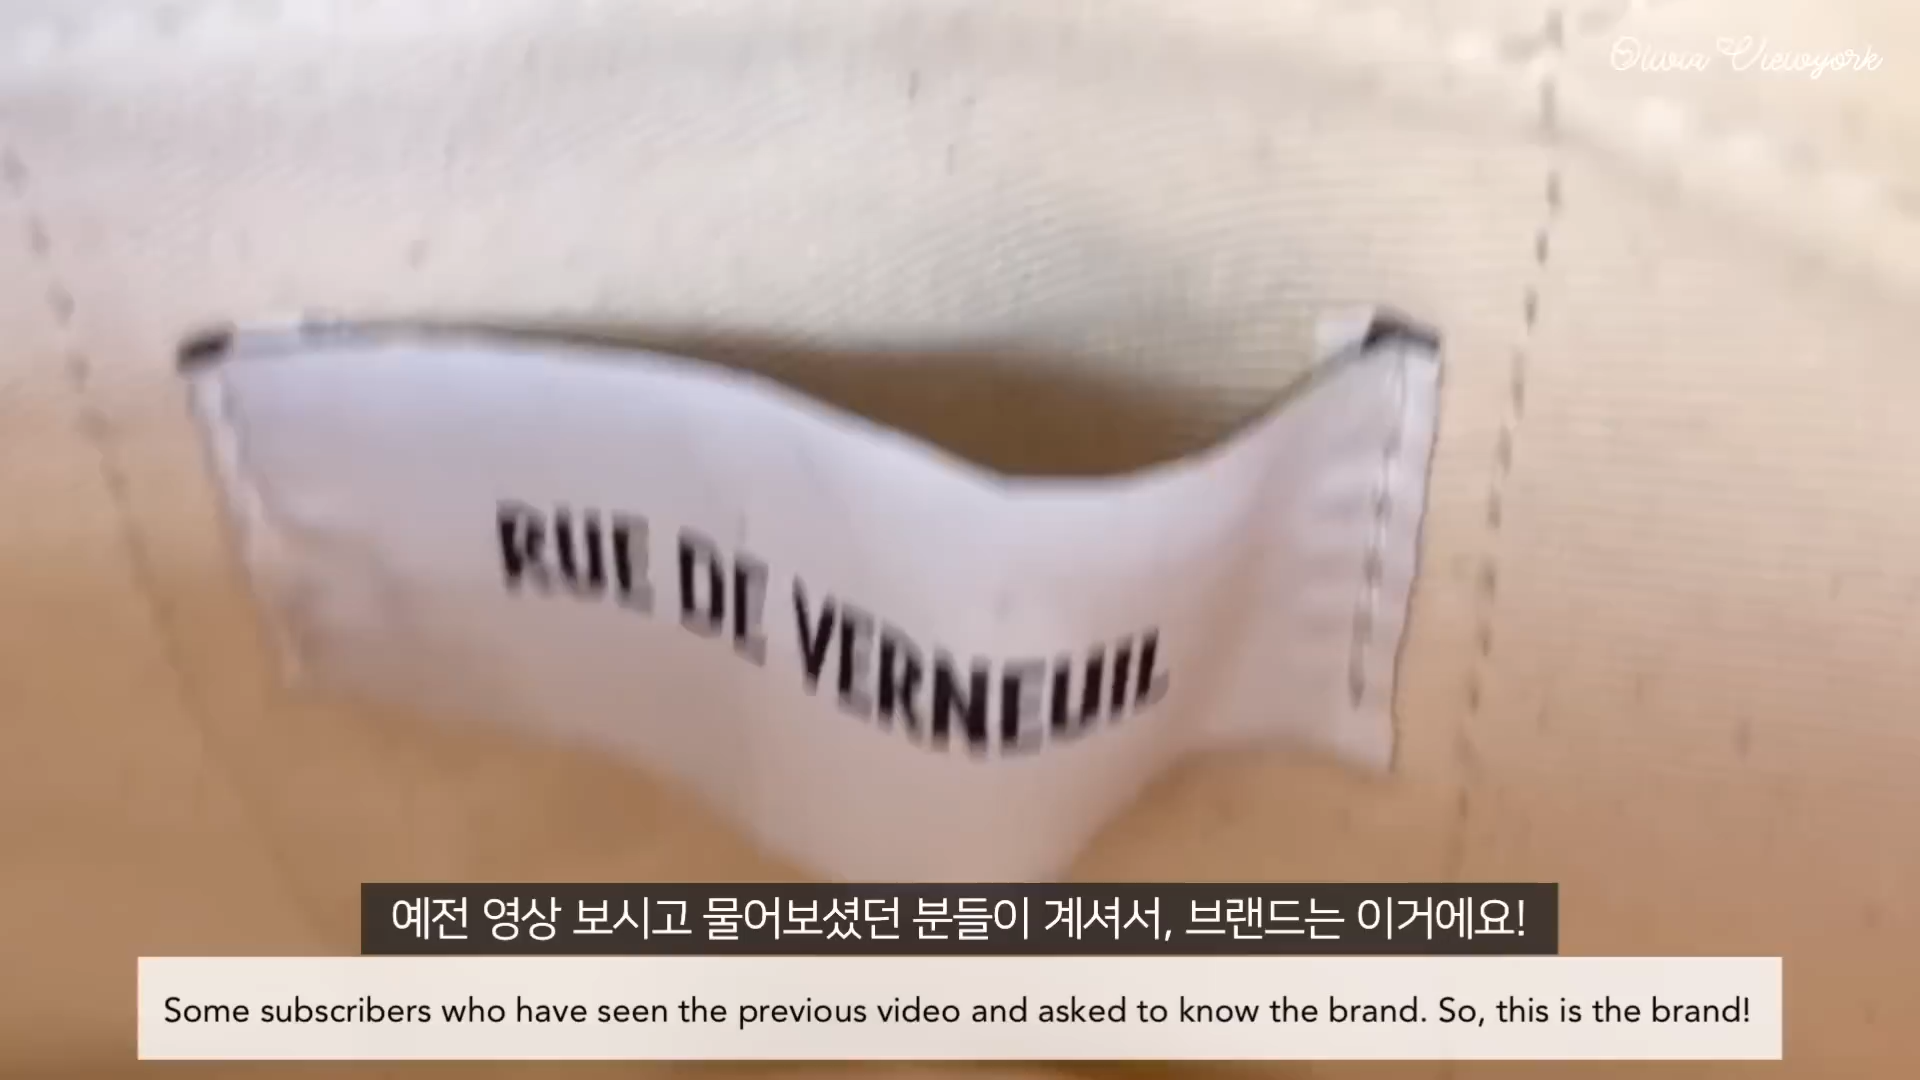 Olivia Viewyork
RUE DE VERNEUIL
예전 영상 보시고 물어보셨던 분들이 계셔서, 브랜드는 이거에요!
Some subscribers who have seen the previous video and asked to know the brand. So, this is the brand!